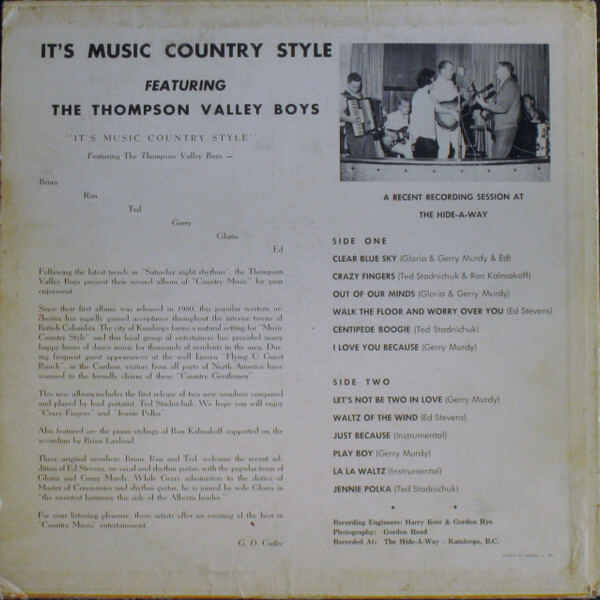 IT'S MUSIC COUNTRY STYLE
FEATURING
THE THOMPSON VALLEY BOYS
"IT'S MUSIC COUNTRY STYLE"
Featuring The Thompson Valley Boys —
Brian
Ron
Ted
Gerry
Gloria
Ed
Following the latest trends in "Saturday night rhythms", the Thompson
Valley Boys present their second album of "Country Music" for your
enjoyment.
Since their first album was released in 1960, this popular western or-
chestra has rapidly gained acceptance throughout the interior towns of
British Columbia. The city of Kamloops forms a natural setting for "Music
Country Style" and this local group of entertainers has provided many
happy hours of dance music for thousands of residents in the area. Dur-
ing frequent guest appearances at the well known "Flying U Guest
Ranch", in the Cariboo, visitors from all parts of North America have
warmed to the friendly charm of these "Country Gentlemen".
This new album includes the first release of two new numbers composed
and played by lead guitarist, Ted Stadnichuk. We hope you will enjoy
"Crazy Fingers" and "Jennie Polka".
Also featured are the piano stylings of Ron Kalmakoff supported on the
accordion by Brian
These original members, Brian, Ron and Ted, welcome the recent ad-
dition of Ed Stevens, on vocal and rhythm guitar, with the popular team of
Gloria and Gerry Murdy. While Gerry administers to the duties of
Master of Ceremonies and rhythm guitar, he is joined by wife Gloria in
"the sweetest harmony this side of the Alberta border."
For your listening pleasure, these artists offer an evening of the best in
"Country Music" entertainment.
G. D. Cutler
A RECENT RECORDING SESSION AT
THE HIDE-A-WAY
SIDE ONE
CLEAR BLUE SKY (Gloria & Gerry Murdy & Ed)
CRAZY FINGERS (Ted Stadnichuk & Ron Kalmakoff)
OUT OF OUR MINDS (Gloria & Gerry Murdy)
WALK THE FLOOR AND WORRY OVER YOU (Ed Stevens)
CENTIPEDE BOOGIE (Ted Stadnichuk)
I LOVE YOU BECAUSE (Gerry Murdy)
SIDE TWO
LET'S NOT BE TWO IN LOVE (Gerry Murdy)
WALTZ OF THE WIND (Ed Stevens)
JUST BECAUSE (Instrumental)
PLAY BOY (Gerry Murdy)
LA LA WALTZ (Instrumental)
JENNIE POLKA (Ted Stadnichuk)
Recording Engineers: Harry Kerr & Gordon Rye
Photography: Gordon Read
Recorded At: The Hide-A-Way - Kamloops, B.C.